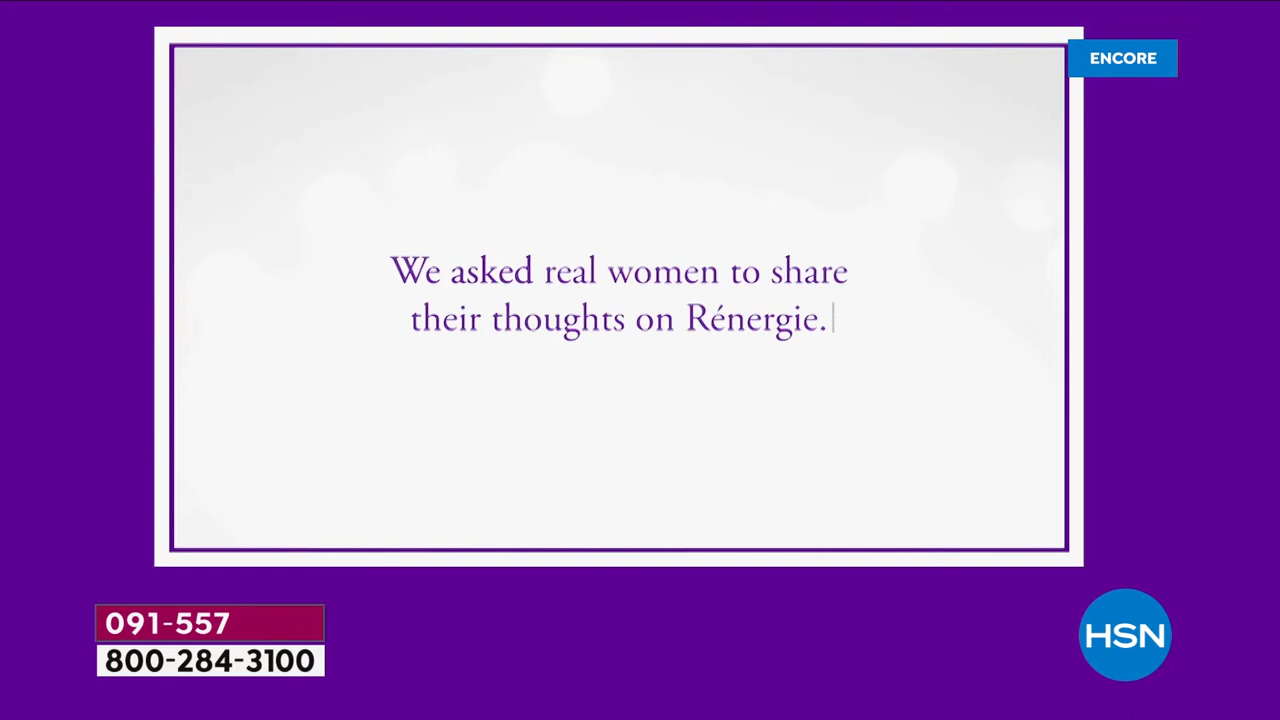 ENCORE
We asked real women to share
their thoughts on Rénergie.
091-557
800-284-3100
HSN